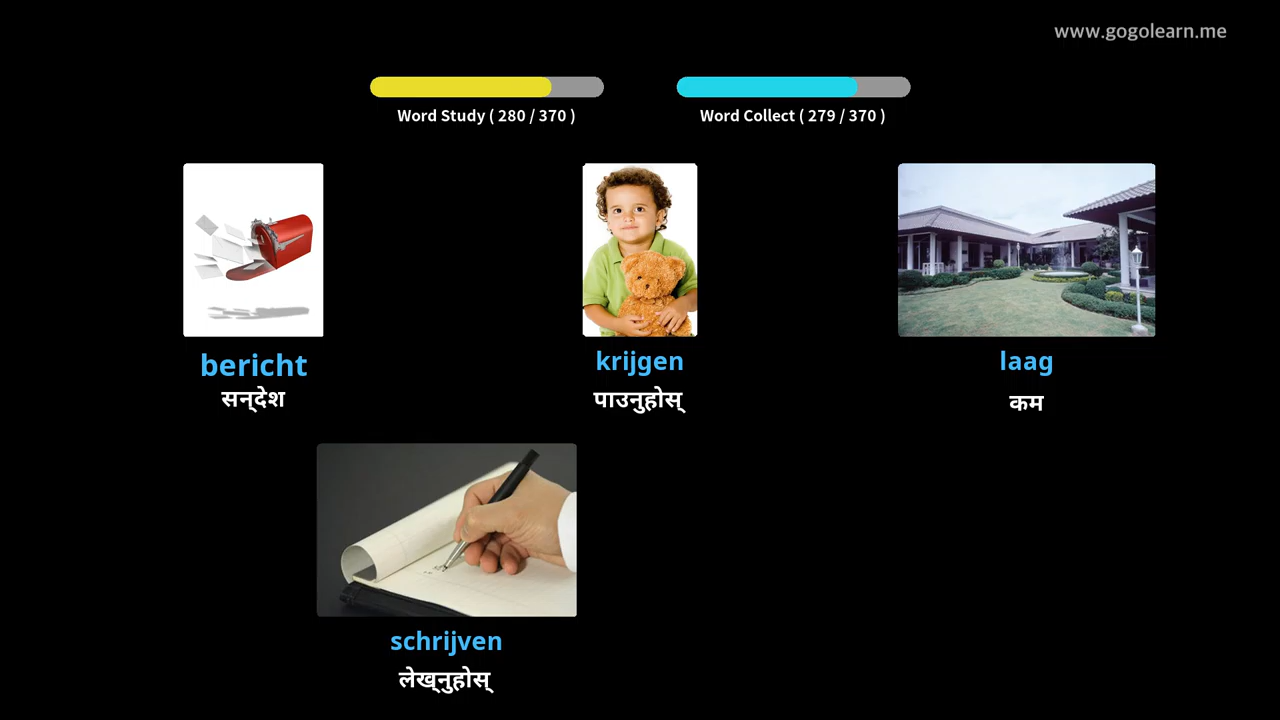 www.gogolearn.me
Word Study ( 280 / 370 )
Word Collect ( 279 / 370 )
bericht
सन्‌देश
krijgen
पाउनुहोस्
laag
कम
schrijven
लेख्‌नुहोस्